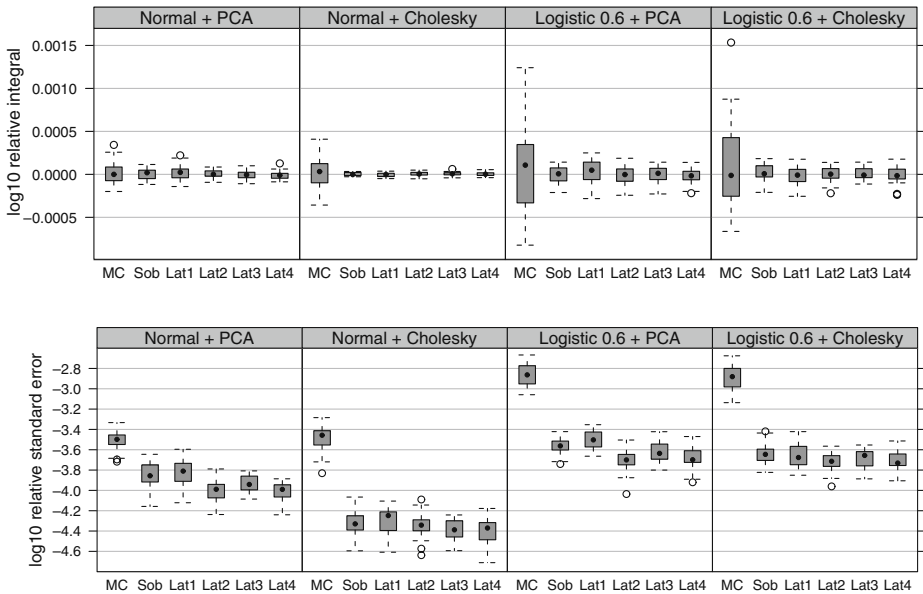 Normal + PCA Normal + Cholesky Logistic 0.6 + PCA Logistic 0.6 + Cholesky
log10 relative integral
0.0015
0.0010
0.0005
0.0000
−0.0005
MC Sob Lat1 Lat2 Lat3 Lat4 MC Sob Lat1 Lat2 Lat3 Lat4 MC Sob Lat1 Lat2 Lat3 Lat4 MC Sob Lat1 Lat2 Lat3 Lat4
Normal + PCA Normal + Cholesky Logistic 0.6 + PCA Logistic 0.6 + Cholesky
log10 relative standard error
−2.8
−3.0
−3.2
−3.4
−3.6
−3.8
−4.0
−4.2
−4.4
−4.6
MC Sob Lat1 Lat2 Lat3 Lat4 MC Sob Lat1 Lat2 Lat3 Lat4 MC Sob Lat1 Lat2 Lat3 Lat4 MC Sob Lat1 Lat2 Lat3 Lat4